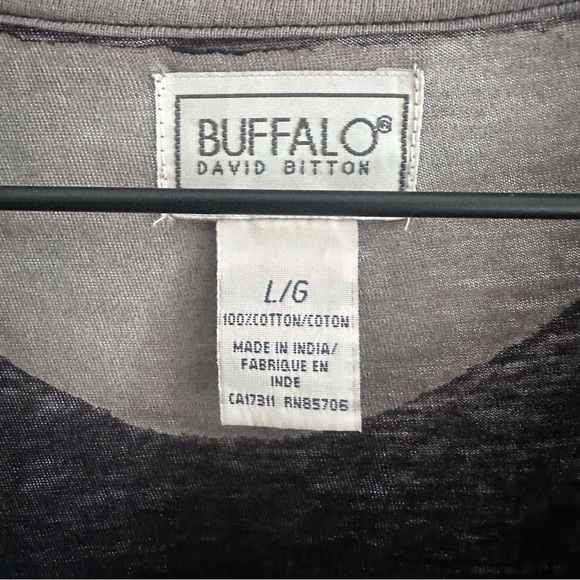 BUFFALO®
DAVID BITTON
L/G
100%COTTON/COTON
MADE IN INDIA/
FABRIQUE EN
INDE
CA17311 RN85706